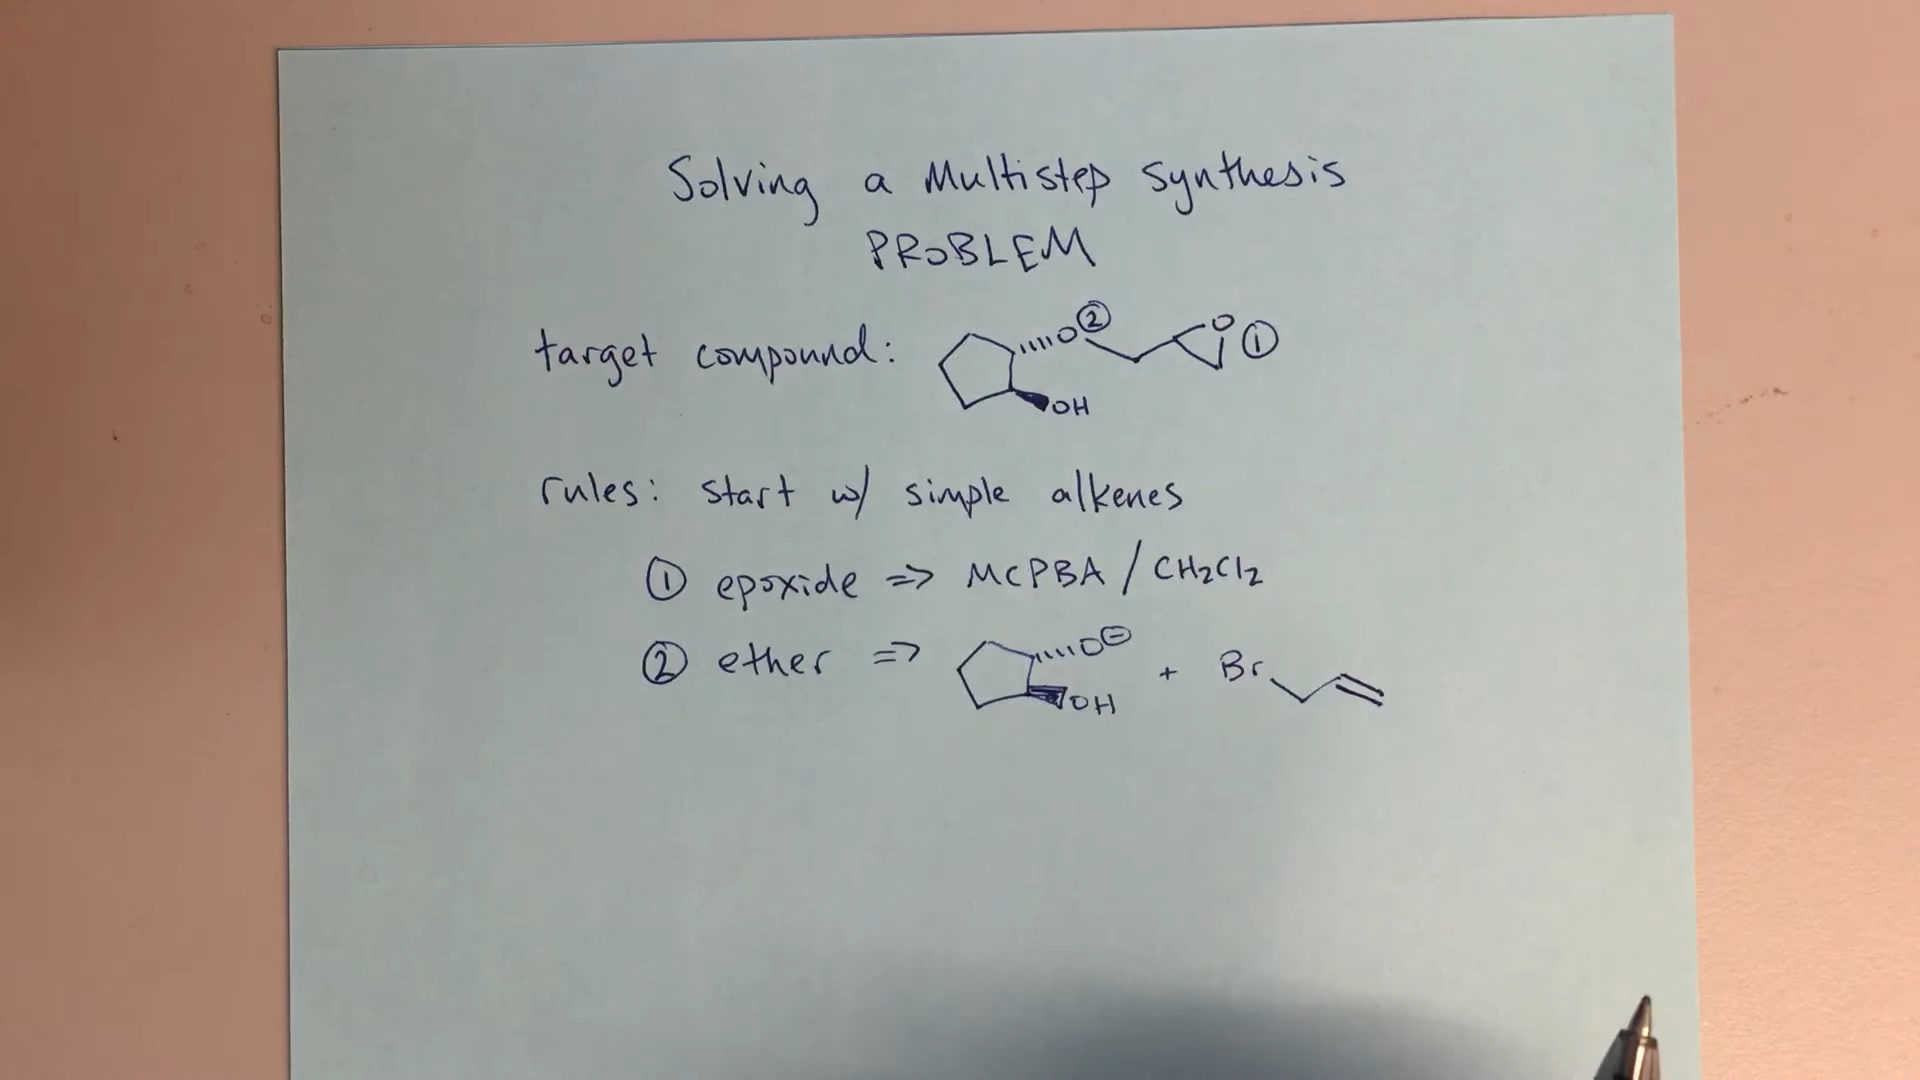 Solving a Multistep Synthesis
PROBLEM
target compound: O ② O ①
OH
rules: start w/ simple alkenes
① epoxide => MCPBA / CH₂Cl₂
② ether => O⊖ + Br
OH